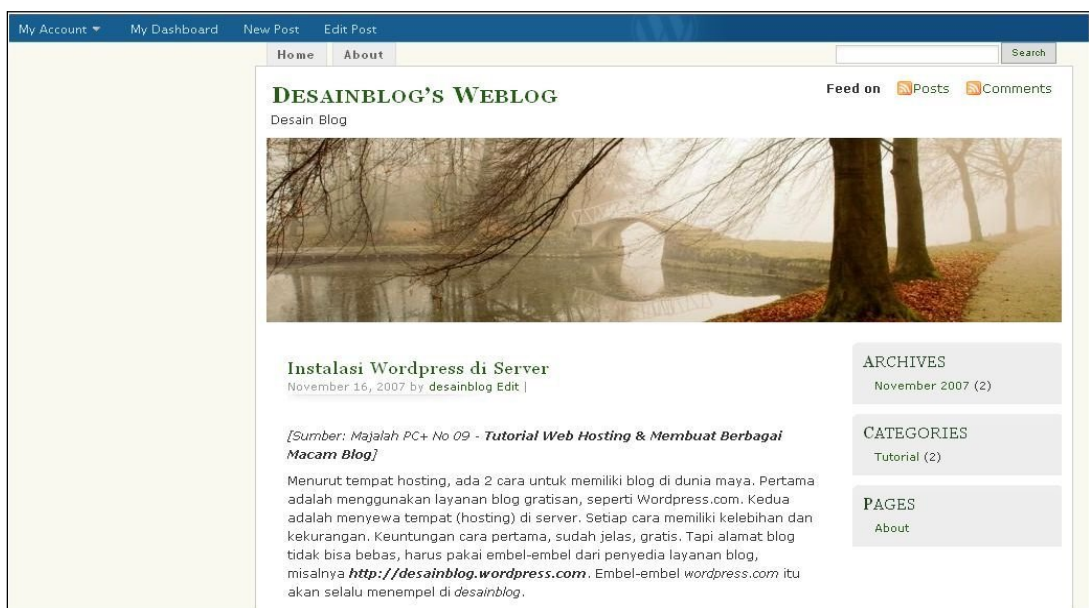 My Account My Dashboard New Post Edit Post
Home About Search
DESAINBLOG'S WEBLOG
Feed on Posts Comments
Desain Blog
Instalasi Wordpress di Server
November 16, 2007 by desainblog Edit |
[Sumber: Majalah PC+ No 09 - Tutorial Web Hosting & Membuat Berbagai
Macam Blog]
Menurut tempat hosting, ada 2 cara untuk memiliki blog di dunia maya. Pertama
adalah menggunakan layanan blog gratisan, seperti Wordpress.com. Kedua
adalah menyewa tempat (hosting) di server. Setiap cara memiliki kelebihan dan
kekurangan. Keuntungan cara pertama, sudah jelas, gratis. Tapi alamat blog
tidak bisa bebas, harus pakai embel-embel dari penyedia layanan blog,
misalnya http://desainblog.wordpress.com. Embel-embel wordpress.com itu
akan selalu menempel di desainblog.
ARCHIVES
November 2007 (2)
CATEGORIES
Tutorial (2)
PAGES
About